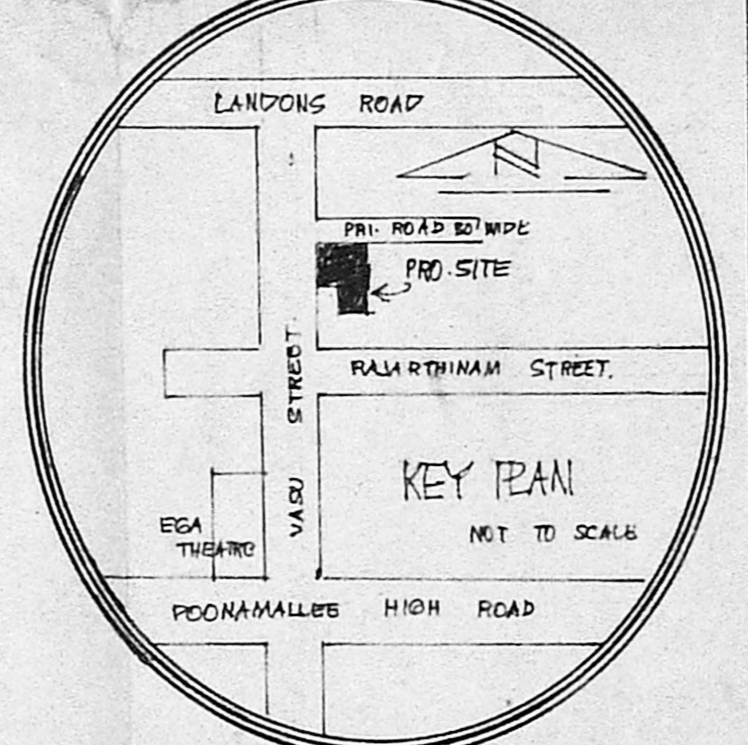 LANDONS ROAD
N
PRI. ROAD 30' WIDE
PRO. SITE
VASU STREET.
RAJARTHINAM STREET.
KEY PLAN
NOT TO SCALE
EGA
THEATRE
POONAMALLEE HIGH ROAD